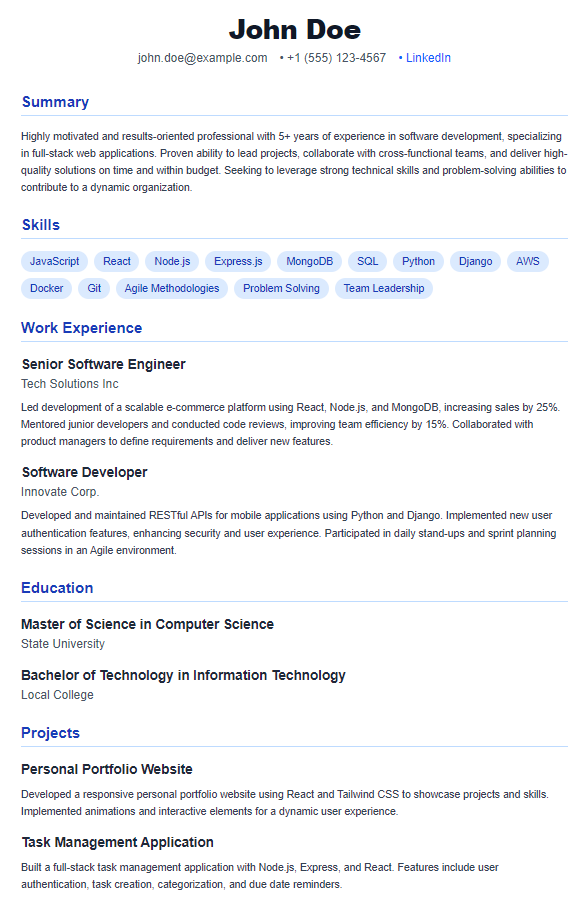 John Doe
john.doe@example.com • +1 (555) 123-4567 • LinkedIn
Summary
Highly motivated and results-oriented professional with 5+ years of experience in software development, specializing
in full-stack web applications. Proven ability to lead projects, collaborate with cross-functional teams, and deliver high-
quality solutions on time and within budget. Seeking to leverage strong technical skills and problem-solving abilities to
contribute to a dynamic organization.
Skills
JavaScript React Node.js Express.js MongoDB SQL Python Django AWS
Docker Git Agile Methodologies Problem Solving Team Leadership
Work Experience
Senior Software Engineer
Tech Solutions Inc
Led development of a scalable e-commerce platform using React, Node.js, and MongoDB, increasing sales by 25%.
Mentored junior developers and conducted code reviews, improving team efficiency by 15%. Collaborated with
product managers to define requirements and deliver new features.
Software Developer
Innovate Corp.
Developed and maintained RESTful APIs for mobile applications using Python and Django. Implemented new user
authentication features, enhancing security and user experience. Participated in daily stand-ups and sprint planning
sessions in an Agile environment.
Education
Master of Science in Computer Science
State University
Bachelor of Technology in Information Technology
Local College
Projects
Personal Portfolio Website
Developed a responsive personal portfolio website using React and Tailwind CSS to showcase projects and skills.
Implemented animations and interactive elements for a dynamic user experience.
Task Management Application
Built a full-stack task management application with Node.js, Express, and React. Features include user
authentication, task creation, categorization, and due date reminders.